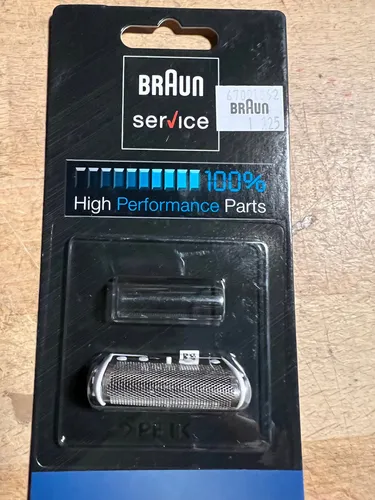 BRAUN
service
BRAUN
100%
High Performance Parts